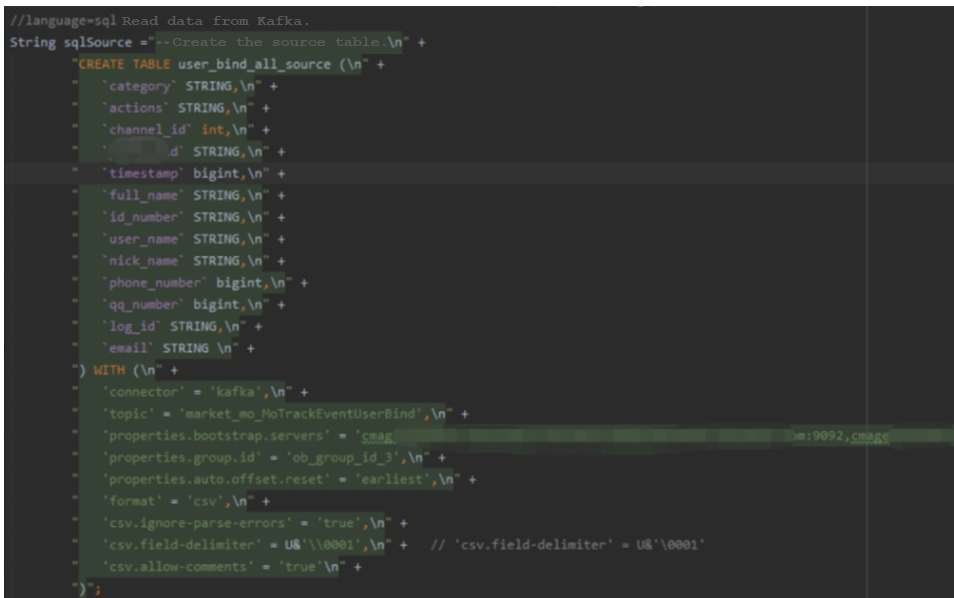 //language=sql Read data from Kafka.
String sqlSource ="--Create the source table.\n" +
"CREATE TABLE user_bind_all_source (\n" +
"  `category` STRING,\n" +
"  `actions` STRING,\n" +
"  `channel_id` int,\n" +
"  ` d` STRING,\n" +
"  `timestamp` bigint,\n" +
"  `full_name` STRING,\n" +
"  `id_number` STRING,\n" +
"  `user_name` STRING,\n" +
"  `nick_name` STRING,\n" +
"  `phone_number` bigint,\n" +
"  `qq_number` bigint,\n" +
"  `log_id` STRING,\n" +
"  `email` STRING \n" +
") WITH (\n" +
"  'connector' = 'kafka',\n" +
"  'topic' = 'market_mo_MoTrackEventUserBind',\n" +
"  'properties.bootstrap.servers' = 'cmag :9092,cmage
"  'properties.group.id' = 'ob_group_id_3',\n" +
"  'properties.auto.offset.reset' = 'earliest',\n" +
"  'format' = 'csv',\n" +
"  'csv.ignore-parse-errors' = 'true',\n" +
"  'csv.field-delimiter' = U&'\\0001',\n" +   // 'csv.field-delimiter' = U&'\0001'
"  'csv.allow-comments' = 'true'\n" +
")";